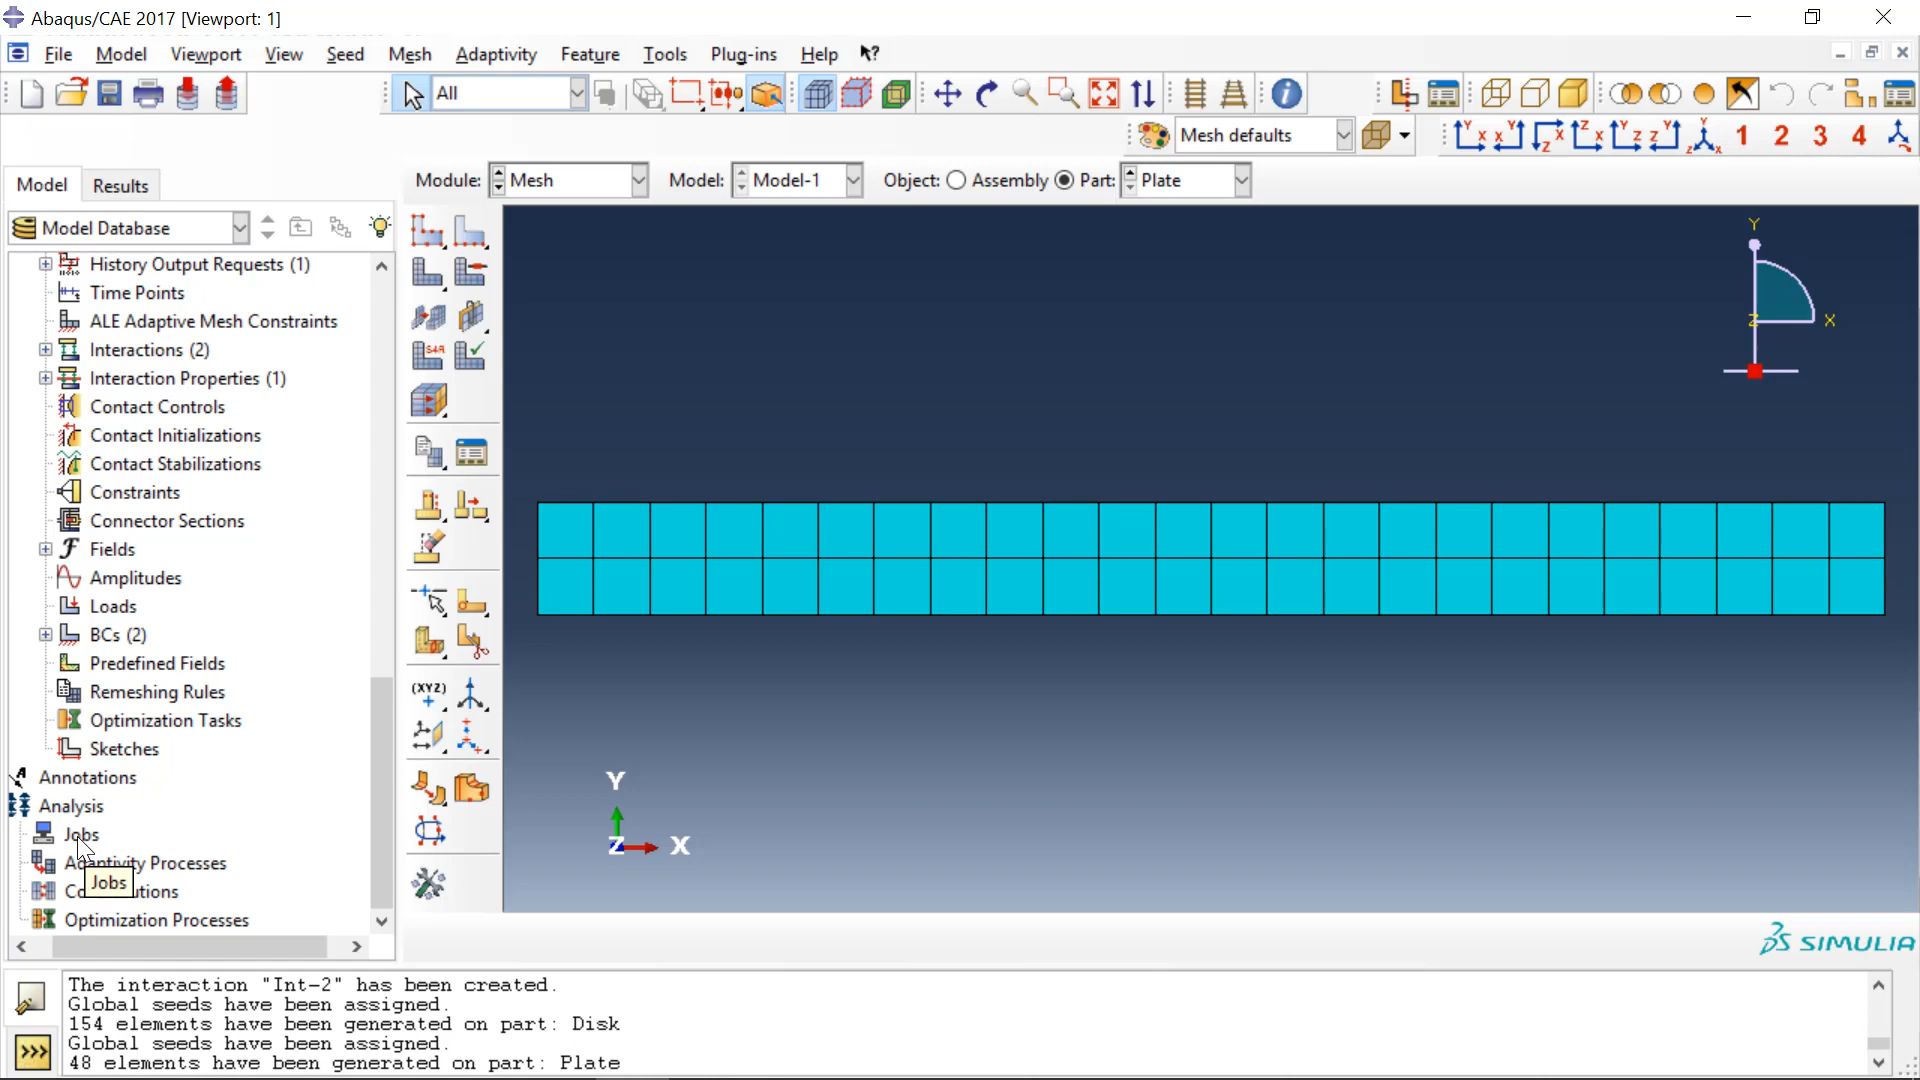 Abaqus/CAE 2017 [Viewport: 1]
File Model Viewport View Seed Mesh Adaptivity Feature Tools Plug-ins Help
All
Mesh defaults
1 2 3 4
Model Results
Module: Mesh Model: Model-1 Object: Assembly Part: Plate
Model Database
History Output Requests (1)
Time Points
ALE Adaptive Mesh Constraints
Interactions (2)
Interaction Properties (1)
Contact Controls
Contact Initializations
Contact Stabilizations
Constraints
Connector Sections
Fields
Amplitudes
Loads
BCs (2)
Predefined Fields
Remeshing Rules
Optimization Tasks
Sketches
Annotations
Analysis
Jobs
Adaptivity Processes
Jobs
Optimization Processes
(XYZ)
Y
Z X
Y
Z X
SIMULIA
The interaction "Int-2" has been created.
Global seeds have been assigned.
154 elements have been generated on part: Disk
Global seeds have been assigned.
48 elements have been generated on part: Plate